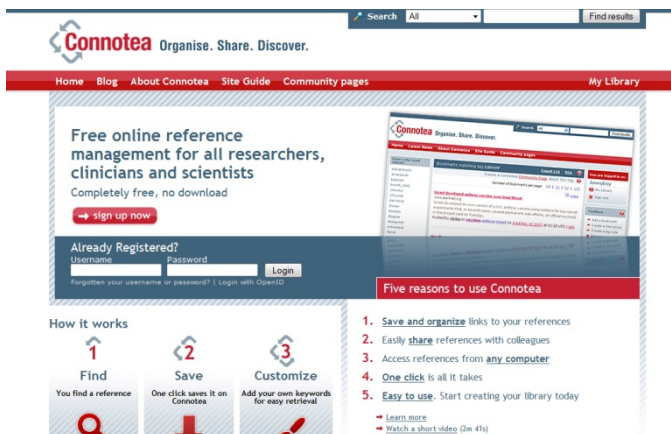 Search All Find results
Connotea Organise. Share. Discover.
Home Blog About Connotea Site Guide Community pages My Library
Free online reference
management for all researchers,
clinicians and scientists
Completely free, no download
sign up now
Connotea Organise. Share. Discover.
Already Registered?
Username Password
Login
Forgotten your username or password? | Login with OpenID
Five reasons to use Connotea
1. Save and organize links to your references
2. Easily share references with colleagues
3. Access references from any computer
4. One click is all it takes
5. Easy to use. Start creating your library today
Learn more
Watch a short video (2m 41s)
How it works
1 2 3
Find Save Customize
You find a reference
One click saves it on
Connotea
Add your own keywords
for easy retrieval